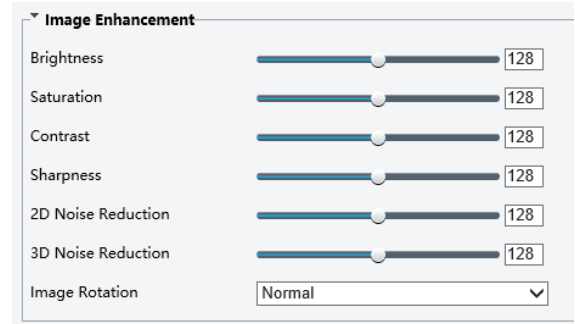 Image Enhancement
Brightness 128
Saturation 128
Contrast 128
Sharpness 128
2D Noise Reduction 128
3D Noise Reduction 128
Image Rotation Normal